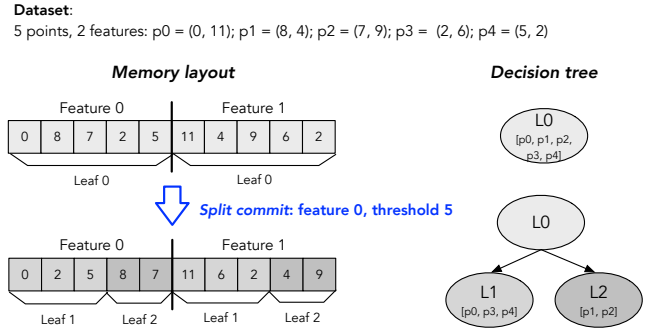 Dataset:
5 points, 2 features: p0 = (0, 11); p1 = (8, 4); p2 = (7, 9); p3 = (2, 6); p4 = (5, 2)
Memory layout
Decision tree
Feature 0 Feature 1
0 8 7 2 5 11 4 9 6 2
Leaf 0 Leaf 0
L0
[p0, p1, p2,
p3, p4]
Split commit: feature 0, threshold 5
Feature 0 Feature 1
0 2 5 8 7 11 6 2 4 9
Leaf 1 Leaf 2 Leaf 1 Leaf 2
L0
L1 L2
[p0, p3, p4] [p1, p2]